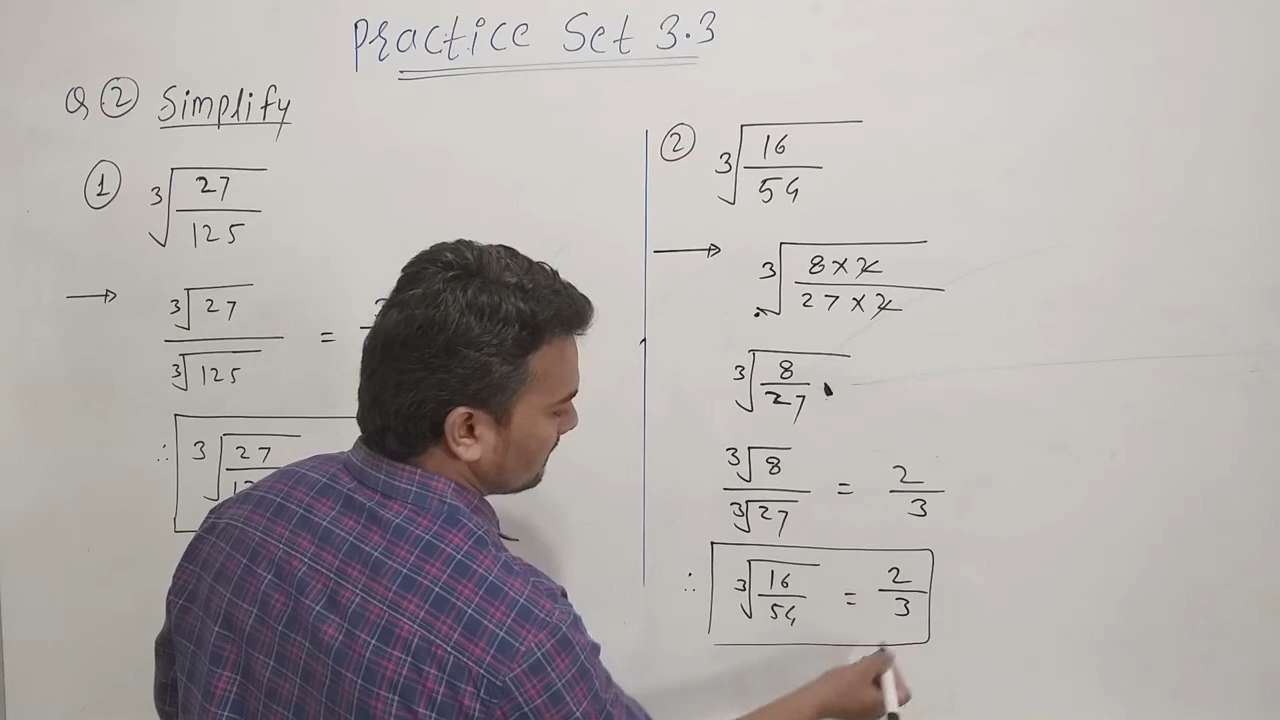 Practice Set 3.3
Q ② Simplify
① ∛(27/125)
→ ∛27/∛125 =
∴ ∛(27/
② ∛(16/54)
→ ∛(8×2/27×2)
∛(8/27)
∛8/∛27 = 2/3
∴ ∛(16/54) = 2/3